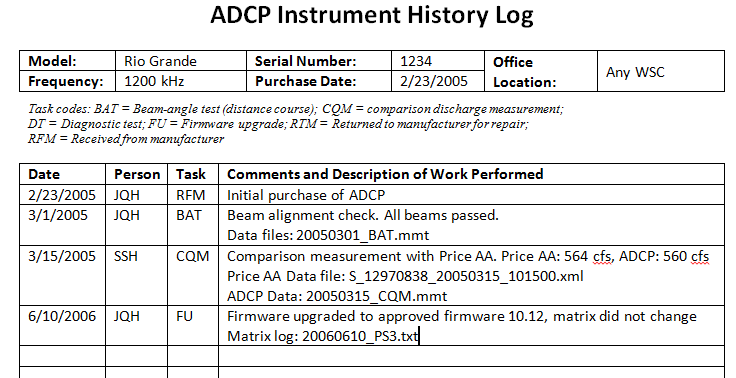 ADCP Instrument History Log
Model: Rio Grande Serial Number: 1234 Office Location: Any WSC
Frequency: 1200 kHz Purchase Date: 2/23/2005
Task codes: BAT = Beam-angle test (distance course); CQM = comparison discharge measurement;
DT = Diagnostic test; FU = Firmware upgrade; RTM = Returned to manufacturer for repair;
RFM = Received from manufacturer
Date Person Task Comments and Description of Work Performed
2/23/2005 JQH RFM Initial purchase of ADCP
3/1/2005 JQH BAT Beam alignment check. All beams passed.
Data files: 20050301_BAT.mmt
3/15/2005 SSH CQM Comparison measurement with Price AA. Price AA: 564 cfs, ADCP: 560 cfs
Price AA Data file: S_12970838_20050315_101500.xml
ADCP Data: 20050315_CQM.mmt
6/10/2006 JQH FU Firmware upgraded to approved firmware 10.12, matrix did not change
Matrix log: 20060610_PS3.txt